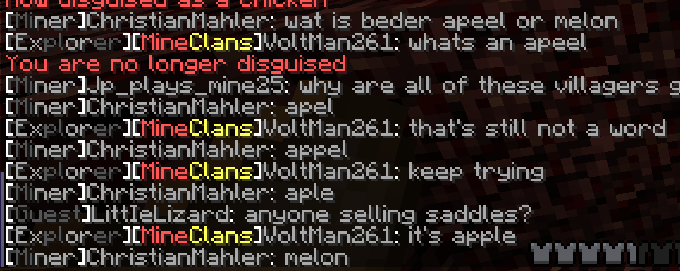 now disguised as a chicken
[Miner]ChristianMahler: wat is beder apeel or melon
[Explorer][MineClans]VoltMan261: whats an apeel
You are no longer disguised
[Miner]Jp_plays_mine25: why are all of these villagers g
[Miner]ChristianMahler: apel
[Explorer][MineClans]VoltMan261: that's still not a word
[Miner]ChristianMahler: appel
[Explorer][MineClans]VoltMan261: keep trying
[Miner]ChristianMahler: aple
[Guest]LittIeLizard: anyone selling saddles?
[Explorer][MineClans]VoltMan261: it's apple
[Miner]ChristianMahler: melon